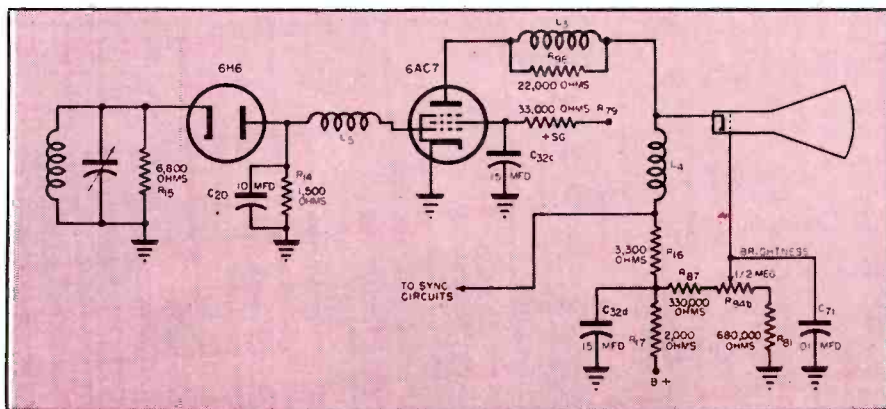 6H6
6AC7
L3
R96
22,000 OHMS
33,000 OHMS R79
+SG
L5
6,800
OHMS
R15
C20
10 MFD
R14
1,500
OHMS
C32C
15 MFD
L4
3,300
OHMS
R16
TO SYNC
CIRCUITS
BRIGHTNESS
R87
1/2 MEG
330,000
OHMS
R94b
C32d
15 MFD
R17
2,000
OHMS
B+
680,000
OHMS
R81
C71
.01 MFD